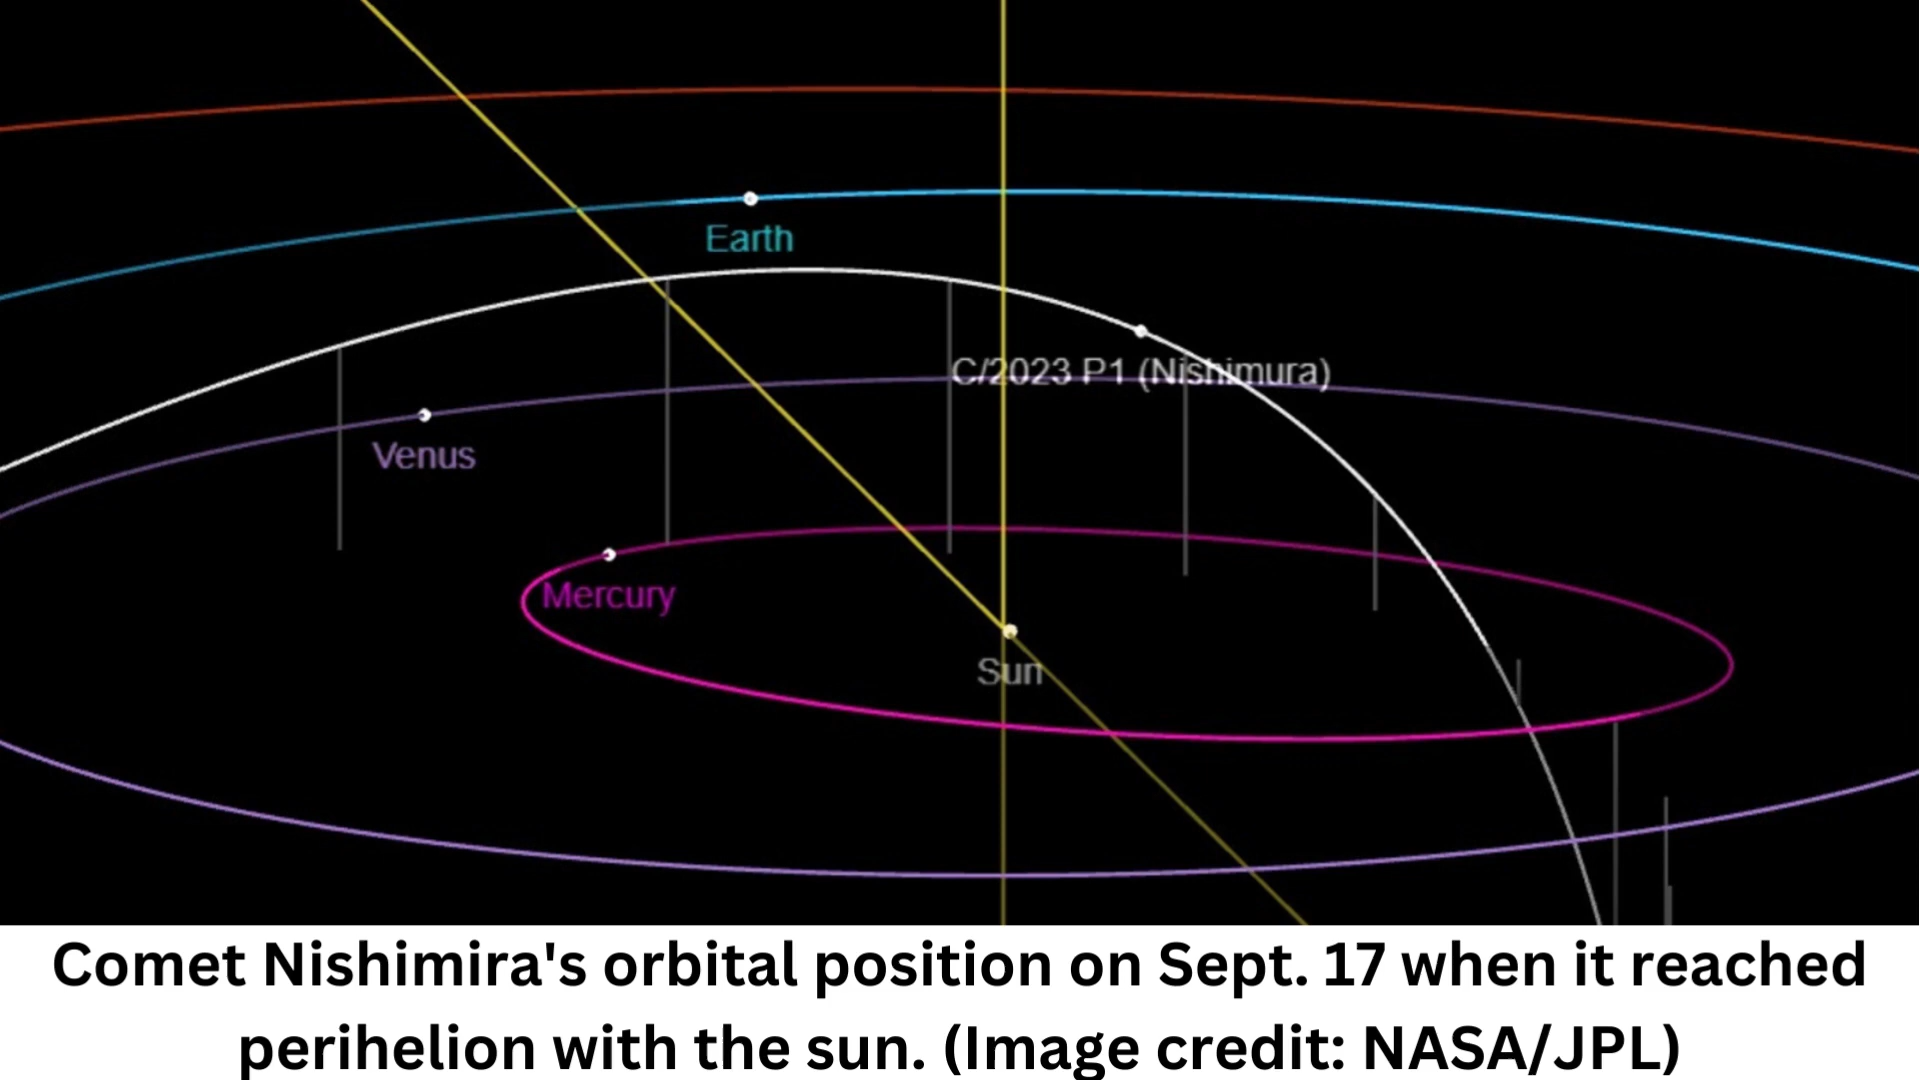 Earth
C/2023 P1 (Nishimura)
Venus
Mercury
Sun
Comet Nishimira's orbital position on Sept. 17 when it reached
perihelion with the sun. (Image credit: NASA/JPL)